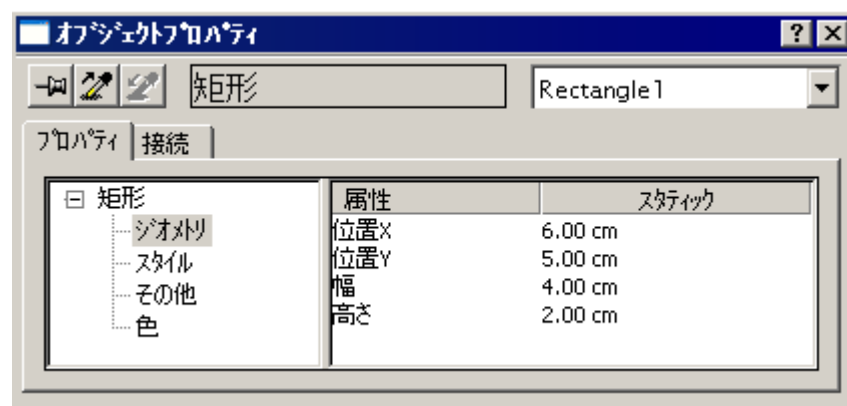 オブジェクトプロパティ
矩形 Rectangle1
プロパティ 接続
矩形
ジオメトリ
スタイル
その他
色
属性 スタティック
位置X 6.00 cm
位置Y 5.00 cm
幅 4.00 cm
高さ 2.00 cm